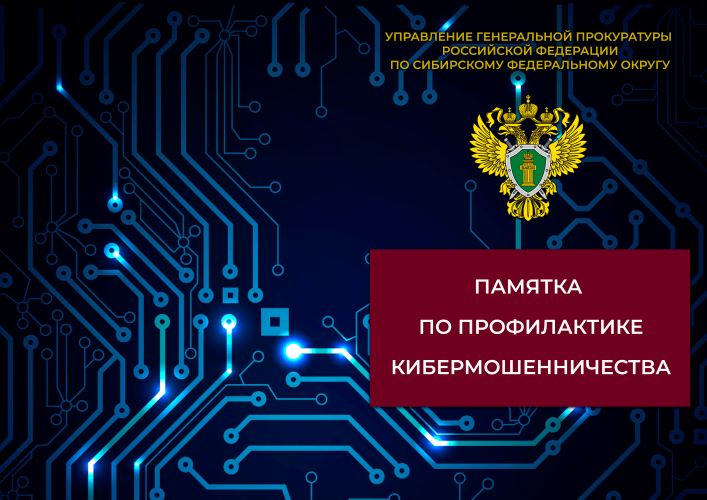 УПРАВЛЕНИЕ ГЕНЕРАЛЬНОЙ ПРОКУРАТУРЫ
РОССИЙСКОЙ ФЕДЕРАЦИИ
ПО СИБИРСКОМУ ФЕДЕРАЛЬНОМУ ОКРУГУ
ПАМЯТКА
ПО ПРОФИЛАКТИКЕ
КИБЕРМОШЕННИЧЕСТВА